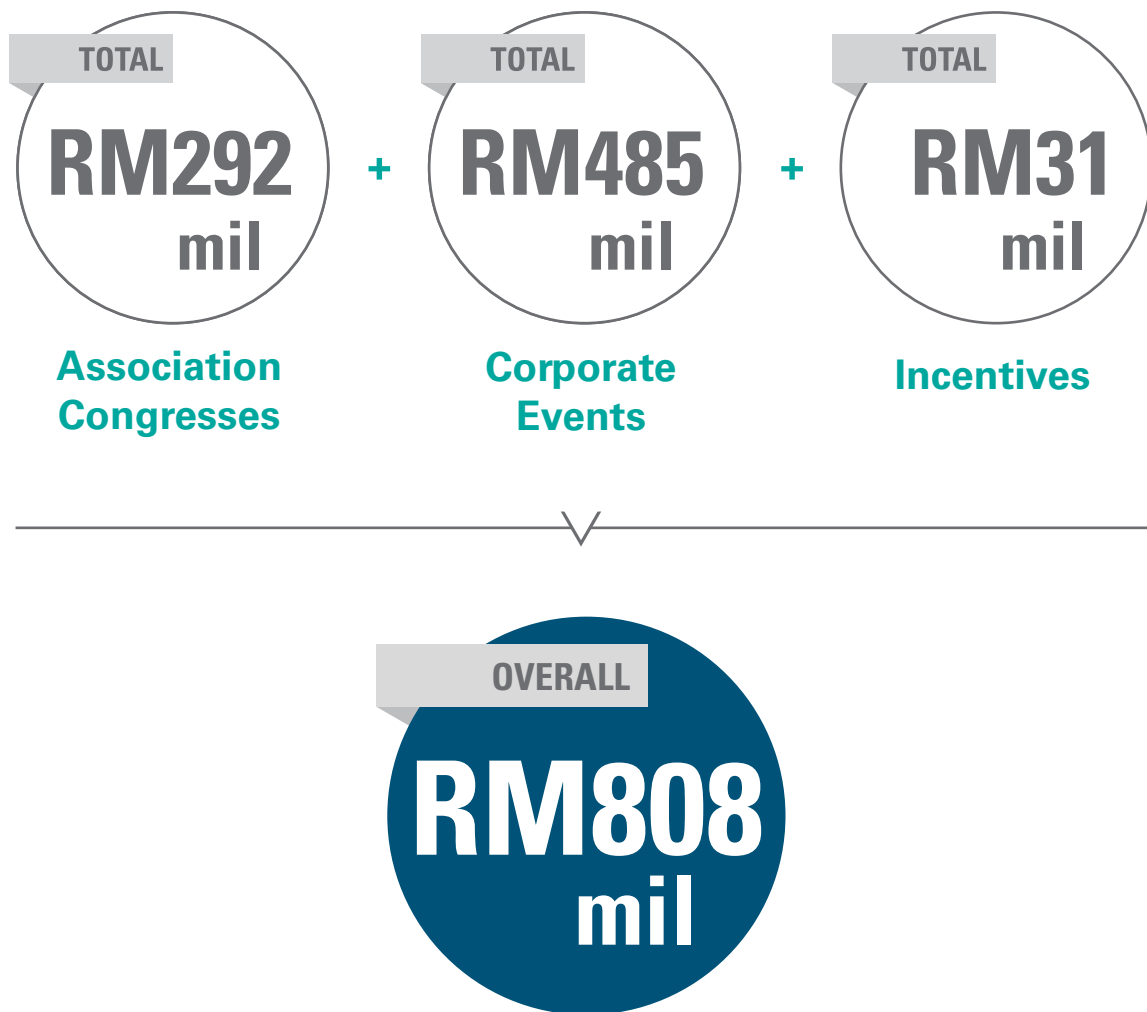 TOTAL
RM292
mil
+
TOTAL
RM485
mil
+
TOTAL
RM31
mil
Association
Congresses
Corporate
Events
Incentives
OVERALL
RM808
mil